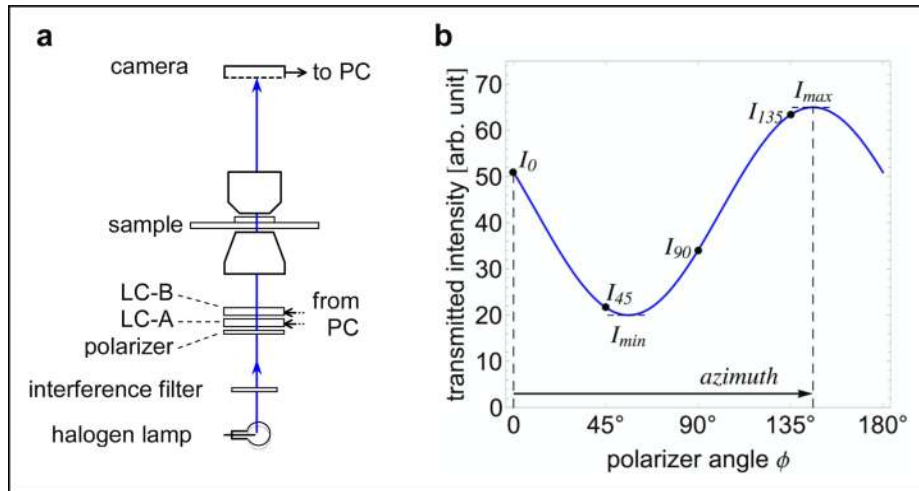 a
camera
to PC
sample
LC-B
LC-A
polarizer
from
PC
interference filter
halogen lamp
b
transmitted intensity [arb. unit]
70
60
50
40
30
20
10
0
I0
I45
Imin
I90
I135
Imax
azimuth
0
45°
90°
135°
180°
polarizer angle ϕ